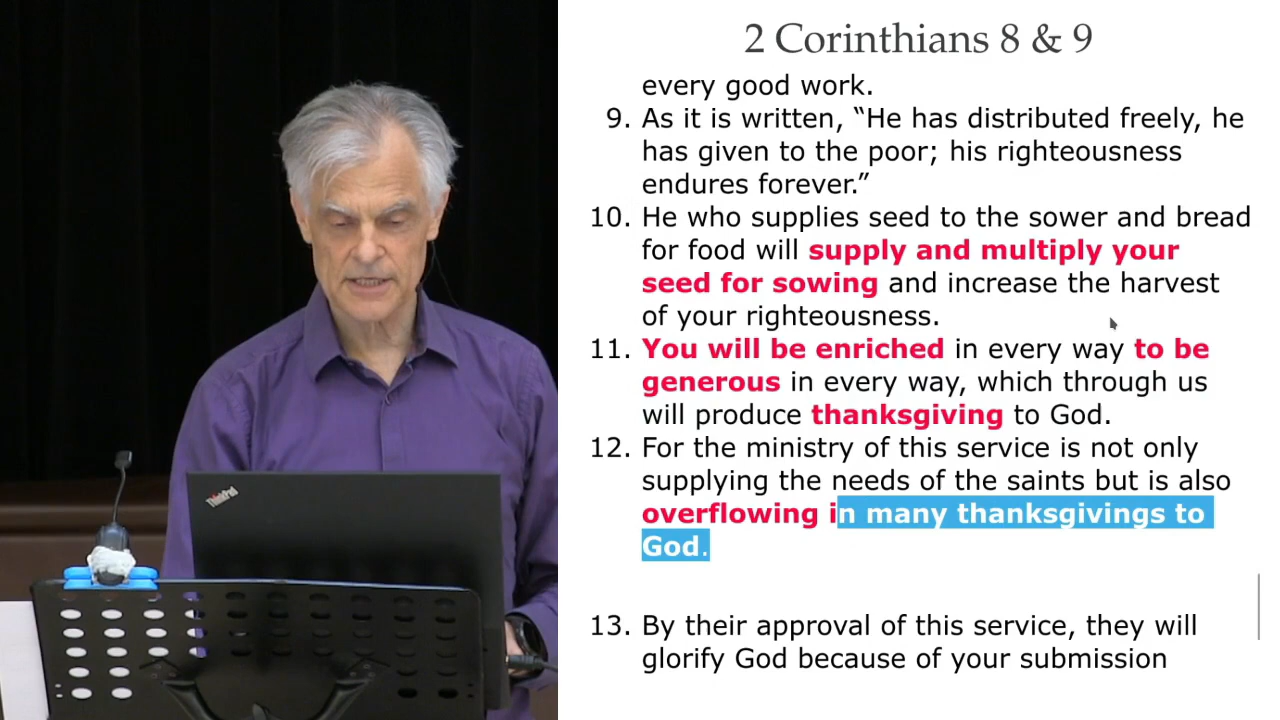 2 Corinthians 8 & 9
every good work.
9. As it is written, “He has distributed freely, he
has given to the poor; his righteousness
endures forever.”
10. He who supplies seed to the sower and bread
for food will supply and multiply your
seed for sowing and increase the harvest
of your righteousness.
11. You will be enriched in every way to be
generous in every way, which through us
will produce thanksgiving to God.
12. For the ministry of this service is not only
supplying the needs of the saints but is also
overflowing in many thanksgivings to
God.
13. By their approval of this service, they will
glorify God because of your submission
ThinkPad